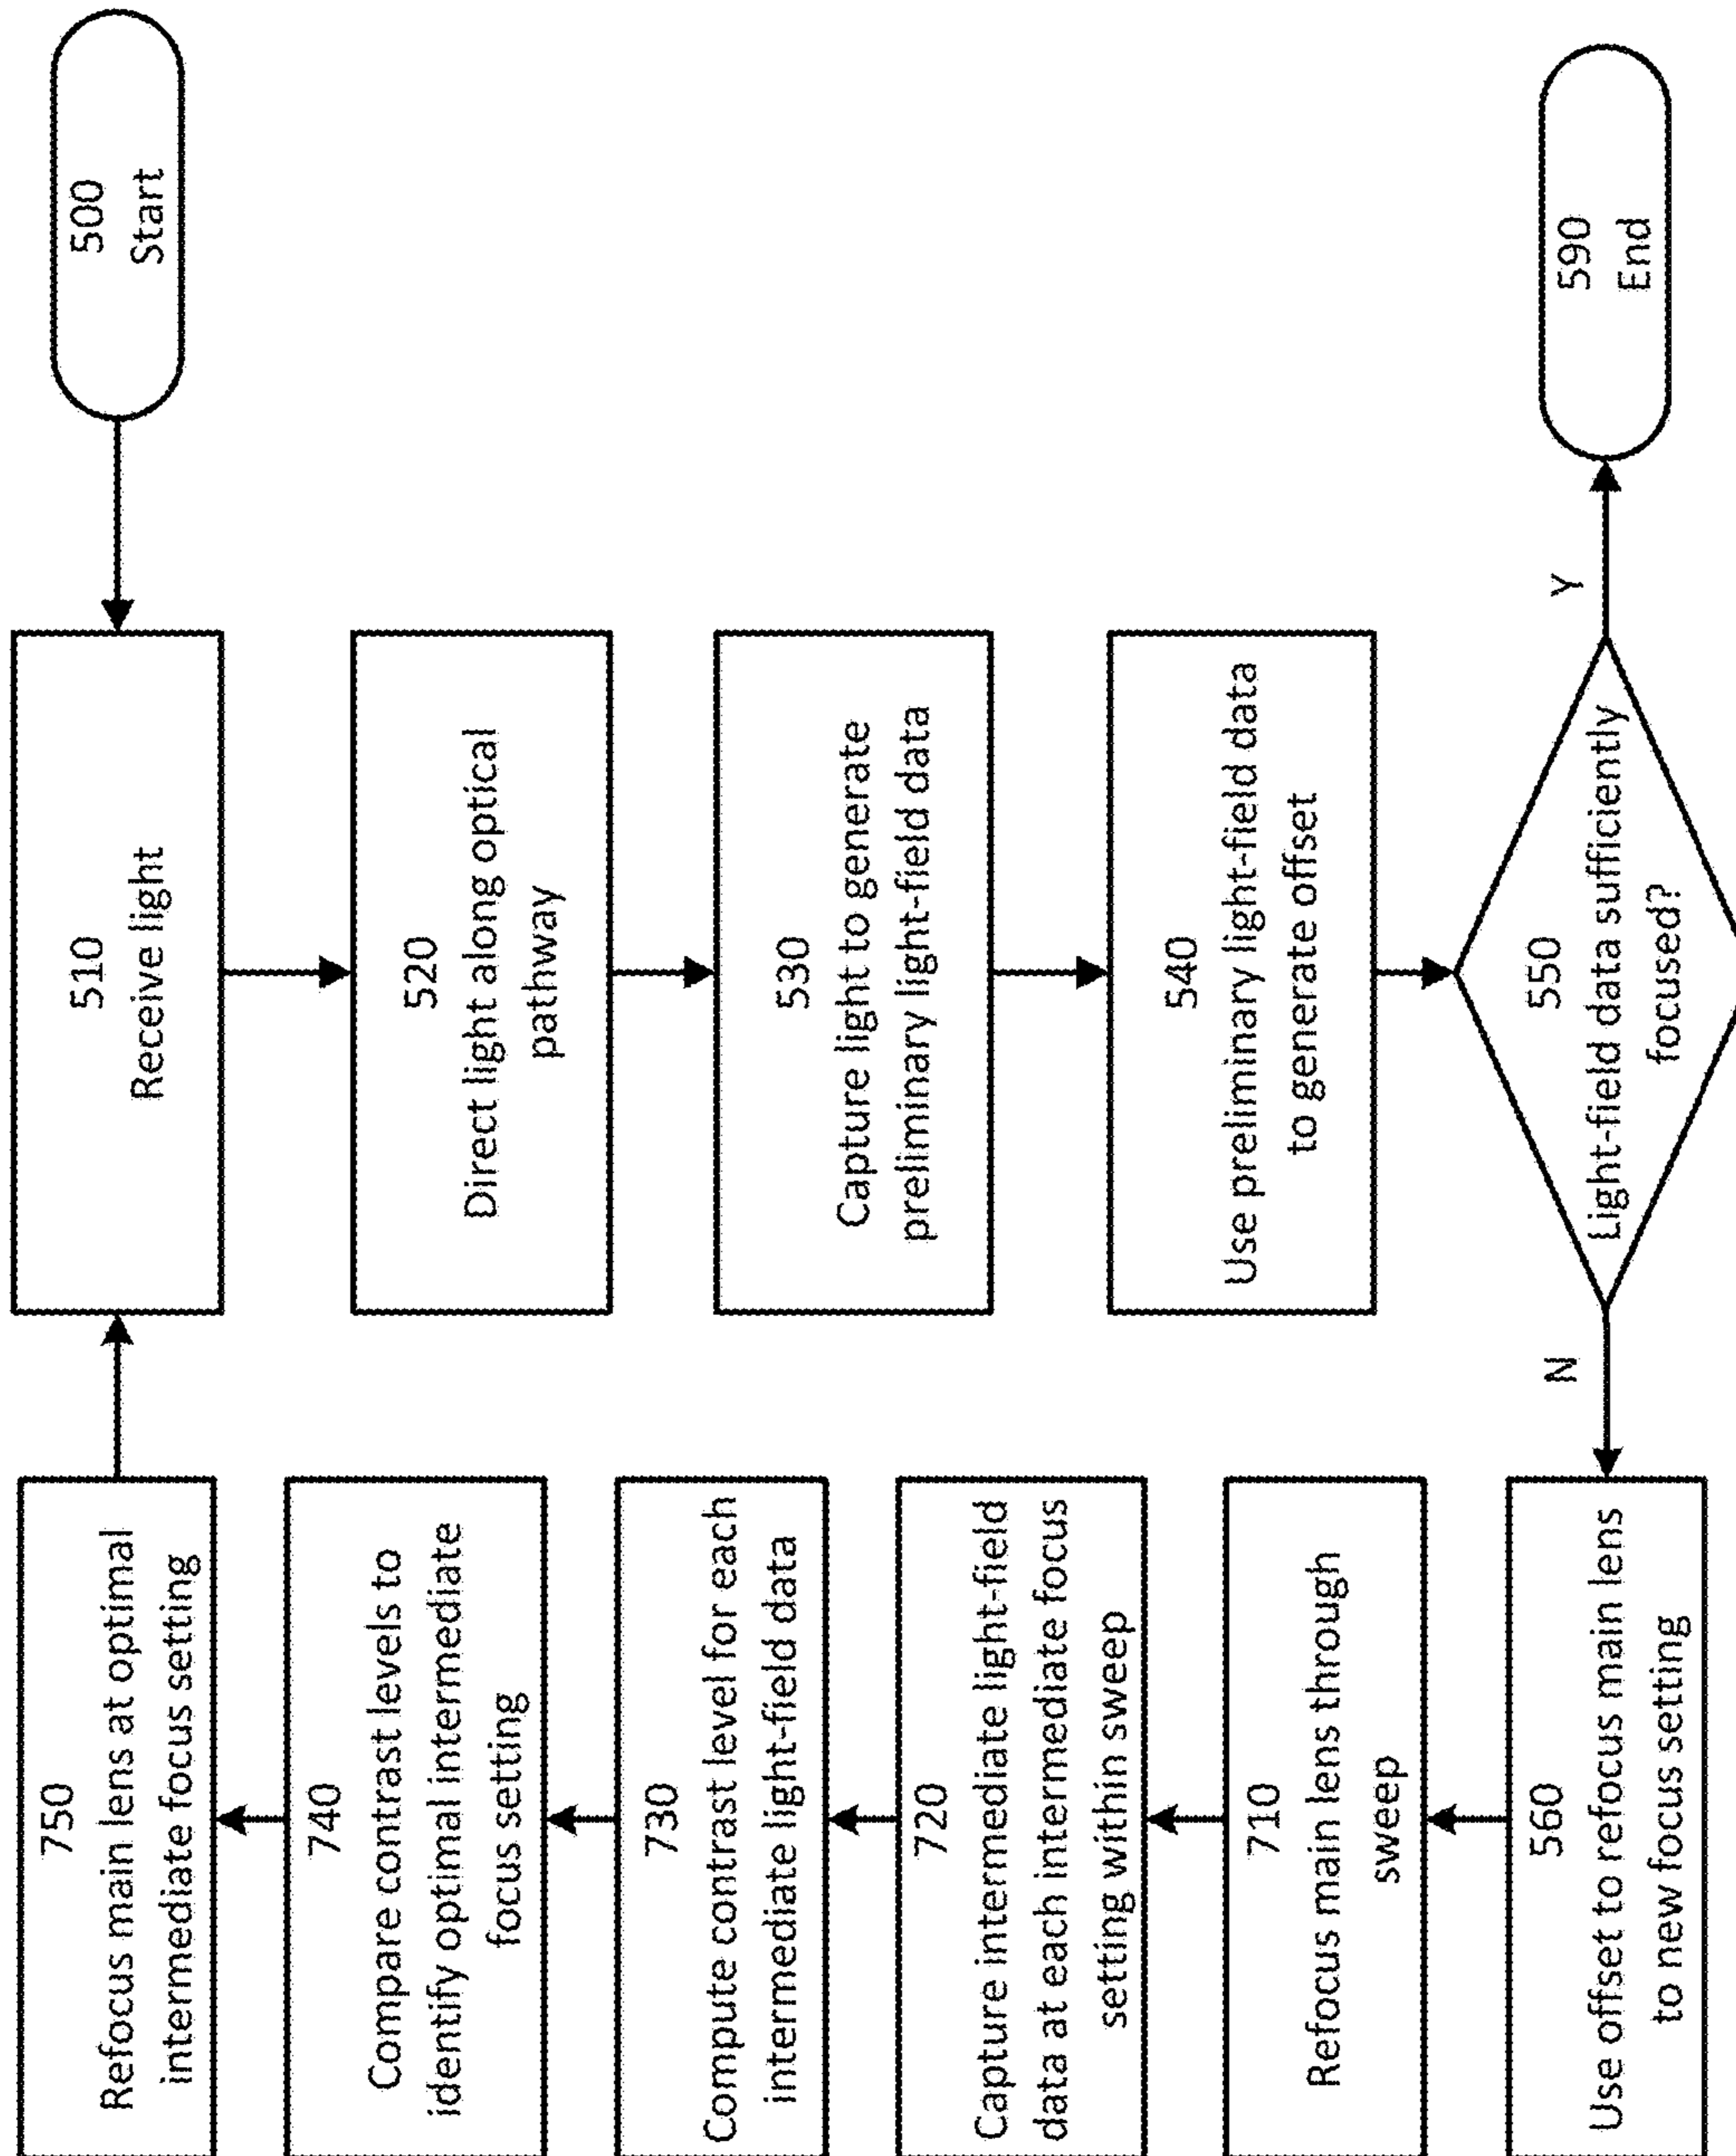 500
Start
510
Receive light
520
Direct light along optical
pathway
530
Capture light to generate
preliminary light-field data
540
Use preliminary light-field data
to generate offset
550
Light-field data sufficiently
focused?
Y
590
End
N
560
Use offset to refocus main lens
to new focus setting
710
Refocus main lens through
sweep
720
Capture intermediate light-field
data at each intermediate focus
setting within sweep
730
Compute contrast level for each
intermediate light-field data
740
Compare contrast levels to
identify optimal intermediate
focus setting
750
Refocus main lens at optimal
intermediate focus setting